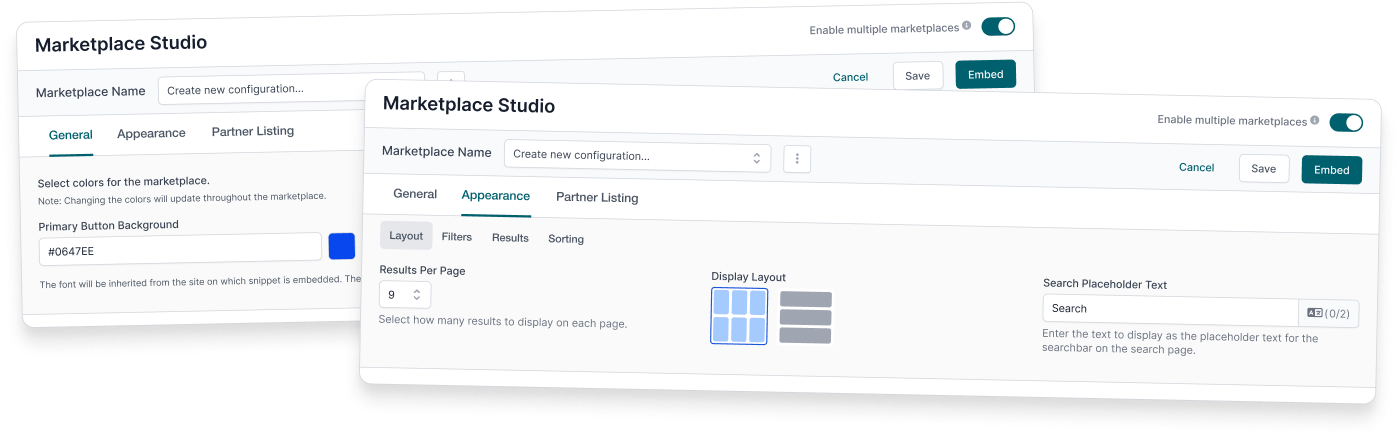 Marketplace Studio
Enable multiple marketplaces
Marketplace Name
Create new configuration...
Cancel
Save
Embed
General
Appearance
Partner Listing
Select colors for the marketplace.
Note: Changing the colors will update throughout the marketplace.
Primary Button Background
#0647EE
The font will be inherited from the site on which snippet is embedded. The
Marketplace Studio
Enable multiple marketplaces
Marketplace Name
Create new configuration...
Cancel
Save
Embed
General
Appearance
Partner Listing
Layout
Filters
Results
Sorting
Results Per Page
9
Select how many results to display on each page.
Display Layout
Search Placeholder Text
Search
(0/2)
Enter the text to display as the placeholder text for the
searchbar on the search page.